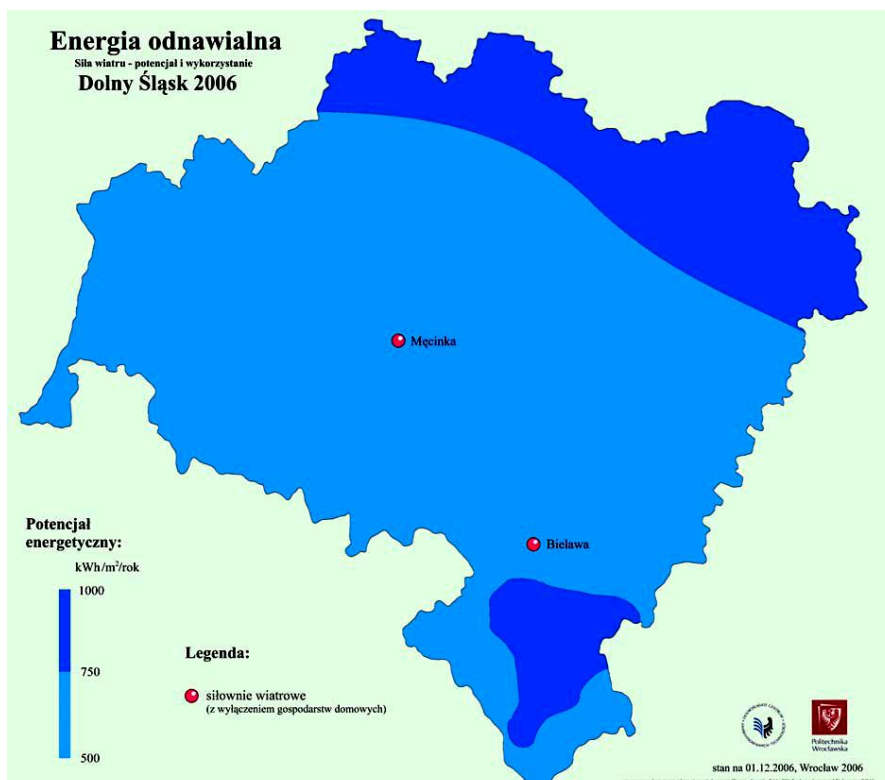 Energia odnawialna
Siła wiatru - potencjał i wykorzystanie
Dolny Śląsk 2006
Męcinka
Bielawa
Potencjał
energetyczny:
kWh/m²/rok
1000
750
500
Legenda:
siłownie wiatrowe
(z wyłączeniem gospodarstw domowych)
Politechnika
Wrocławska
stan na 01.12.2006, Wrocław 2006